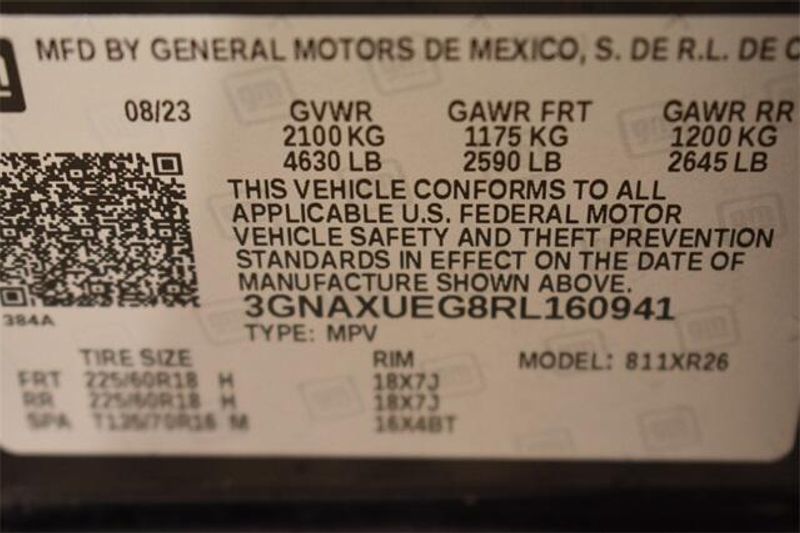 MFD BY GENERAL MOTORS DE MEXICO, S. DE R.L. DE C
08/23 GVWR GAWR FRT GAWR RR
2100 KG 1175 KG 1200 KG
4630 LB 2590 LB 2645 LB
THIS VEHICLE CONFORMS TO ALL
APPLICABLE U.S. FEDERAL MOTOR
VEHICLE SAFETY AND THEFT PREVENTION
STANDARDS IN EFFECT ON THE DATE OF
MANUFACTURE SHOWN ABOVE.
3GNAXUEG8RL160941
384A
TYPE: MPV
TIRE SIZE RIM MODEL: 811XR26
FRT 225/60R18 H 18X7J
RR 225/60R18 H 18X7J
SPA T135/70R16 M 16X4BT